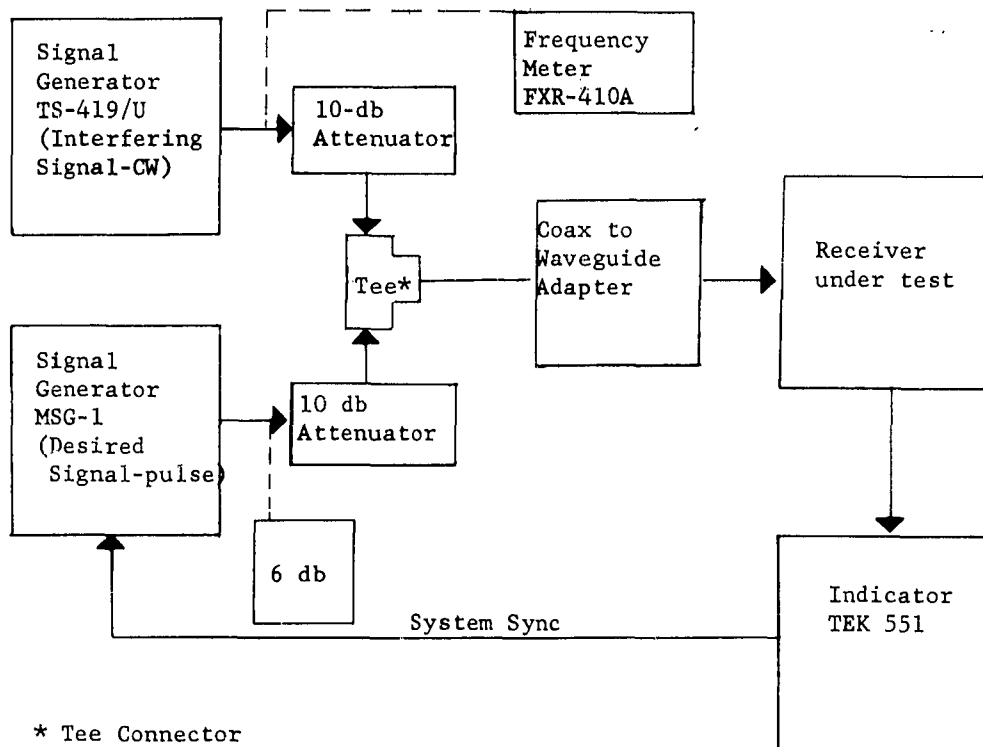 Signal
Generator
TS-419/U
(Interfering
Signal-CW)
10-db
Attenuator
Frequency
Meter
FXR-410A
Tee*
Coax to
Waveguide
Adapter
Receiver
under test
Signal
Generator
MSG-1
(Desired
Signal-pulse)
10 db
Attenuator
6 db
System Sync
Indicator
TEK 551
* Tee Connector